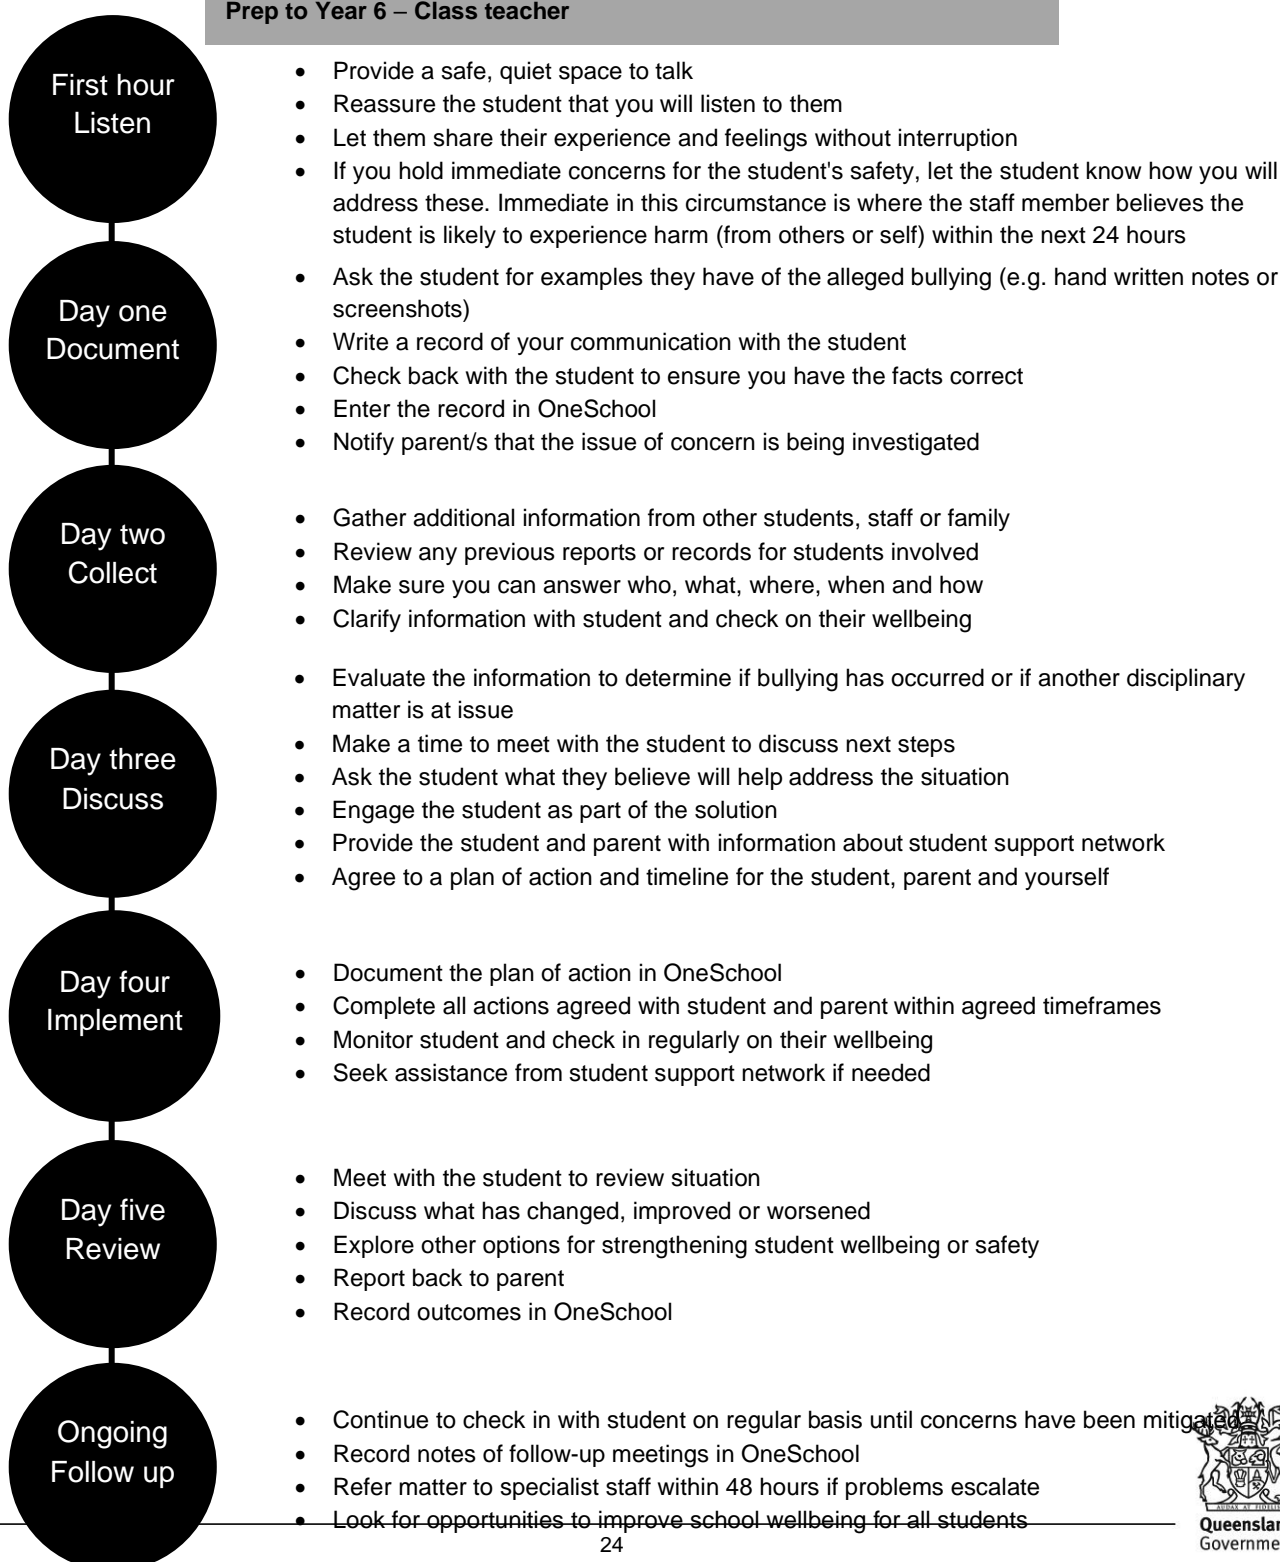 Prep to Year 6 – Class teacher
First hour
Listen
• Provide a safe, quiet space to talk
• Reassure the student that you will listen to them
• Let them share their experience and feelings without interruption
• If you hold immediate concerns for the student's safety, let the student know how you will
address these. Immediate in this circumstance is where the staff member believes the
student is likely to experience harm (from others or self) within the next 24 hours
Day one
Document
• Ask the student for examples they have of the alleged bullying (e.g. hand written notes or
screenshots)
• Write a record of your communication with the student
• Check back with the student to ensure you have the facts correct
• Enter the record in OneSchool
• Notify parent/s that the issue of concern is being investigated
Day two
Collect
• Gather additional information from other students, staff or family
• Review any previous reports or records for students involved
• Make sure you can answer who, what, where, when and how
• Clarify information with student and check on their wellbeing
Day three
Discuss
• Evaluate the information to determine if bullying has occurred or if another disciplinary
matter is at issue
• Make a time to meet with the student to discuss next steps
• Ask the student what they believe will help address the situation
• Engage the student as part of the solution
• Provide the student and parent with information about student support network
• Agree to a plan of action and timeline for the student, parent and yourself
Day four
Implement
• Document the plan of action in OneSchool
• Complete all actions agreed with student and parent within agreed timeframes
• Monitor student and check in regularly on their wellbeing
• Seek assistance from student support network if needed
Day five
Review
• Meet with the student to review situation
• Discuss what has changed, improved or worsened
• Explore other options for strengthening student wellbeing or safety
• Report back to parent
• Record outcomes in OneSchool
Ongoing
Follow up
• Continue to check in with student on regular basis until concerns have been mitigated
• Record notes of follow-up meetings in OneSchool
• Refer matter to specialist staff within 48 hours if problems escalate
• Look for opportunities to improve school wellbeing for all students
24
Queenslan
Governme